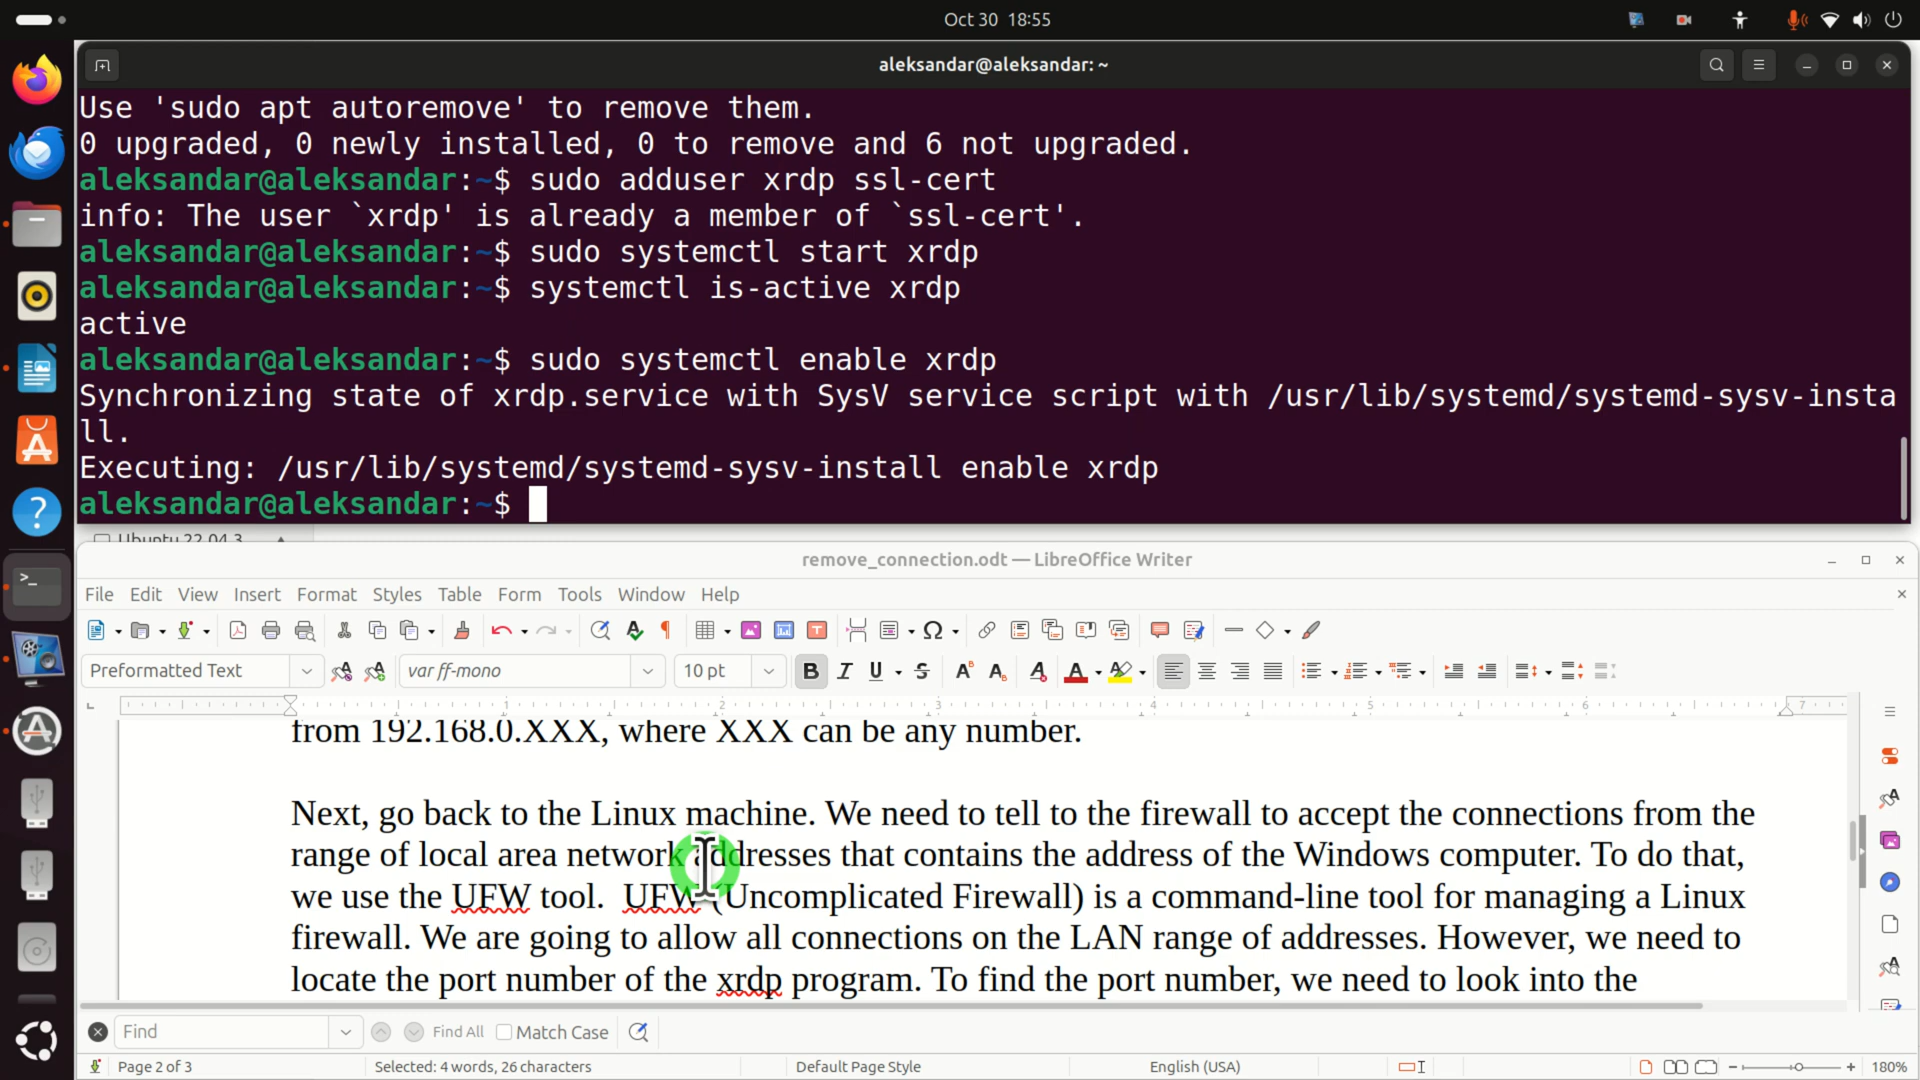 Oct 30 18:55
aleksandar@aleksandar: ~
Use 'sudo apt autoremove' to remove them.
0 upgraded, 0 newly installed, 0 to remove and 6 not upgraded.
aleksandar@aleksandar:~$ sudo adduser xrdp ssl-cert
info: The user `xrdp' is already a member of `ssl-cert'.
aleksandar@aleksandar:~$ sudo systemctl start xrdp
aleksandar@aleksandar:~$ systemctl is-active xrdp
active
aleksandar@aleksandar:~$ sudo systemctl enable xrdp
Synchronizing state of xrdp.service with SysV service script with /usr/lib/systemd/systemd-sysv-insta
ll.
Executing: /usr/lib/systemd/systemd-sysv-install enable xrdp
aleksandar@aleksandar:~$
Ubuntu 22.04.3
remove_connection.odt — LibreOffice Writer
File Edit View Insert Format Styles Table Form Tools Window Help
Preformatted Text var ff-mono 10 pt
1 2 3 4 5 6 7
from 192.168.0.XXX, where XXX can be any number.
Next, go back to the Linux machine. We need to tell to the firewall to accept the connections from the
range of local area network addresses that contains the address of the Windows computer. To do that,
we use the UFW tool.  UFW (Uncomplicated Firewall) is a command-line tool for managing a Linux
firewall. We are going to allow all connections on the LAN range of addresses. However, we need to
locate the port number of the xrdp program. To find the port number, we need to look into the
Find Find All Match Case
Page 2 of 3 Selected: 4 words, 26 characters Default Page Style English (USA) 180%